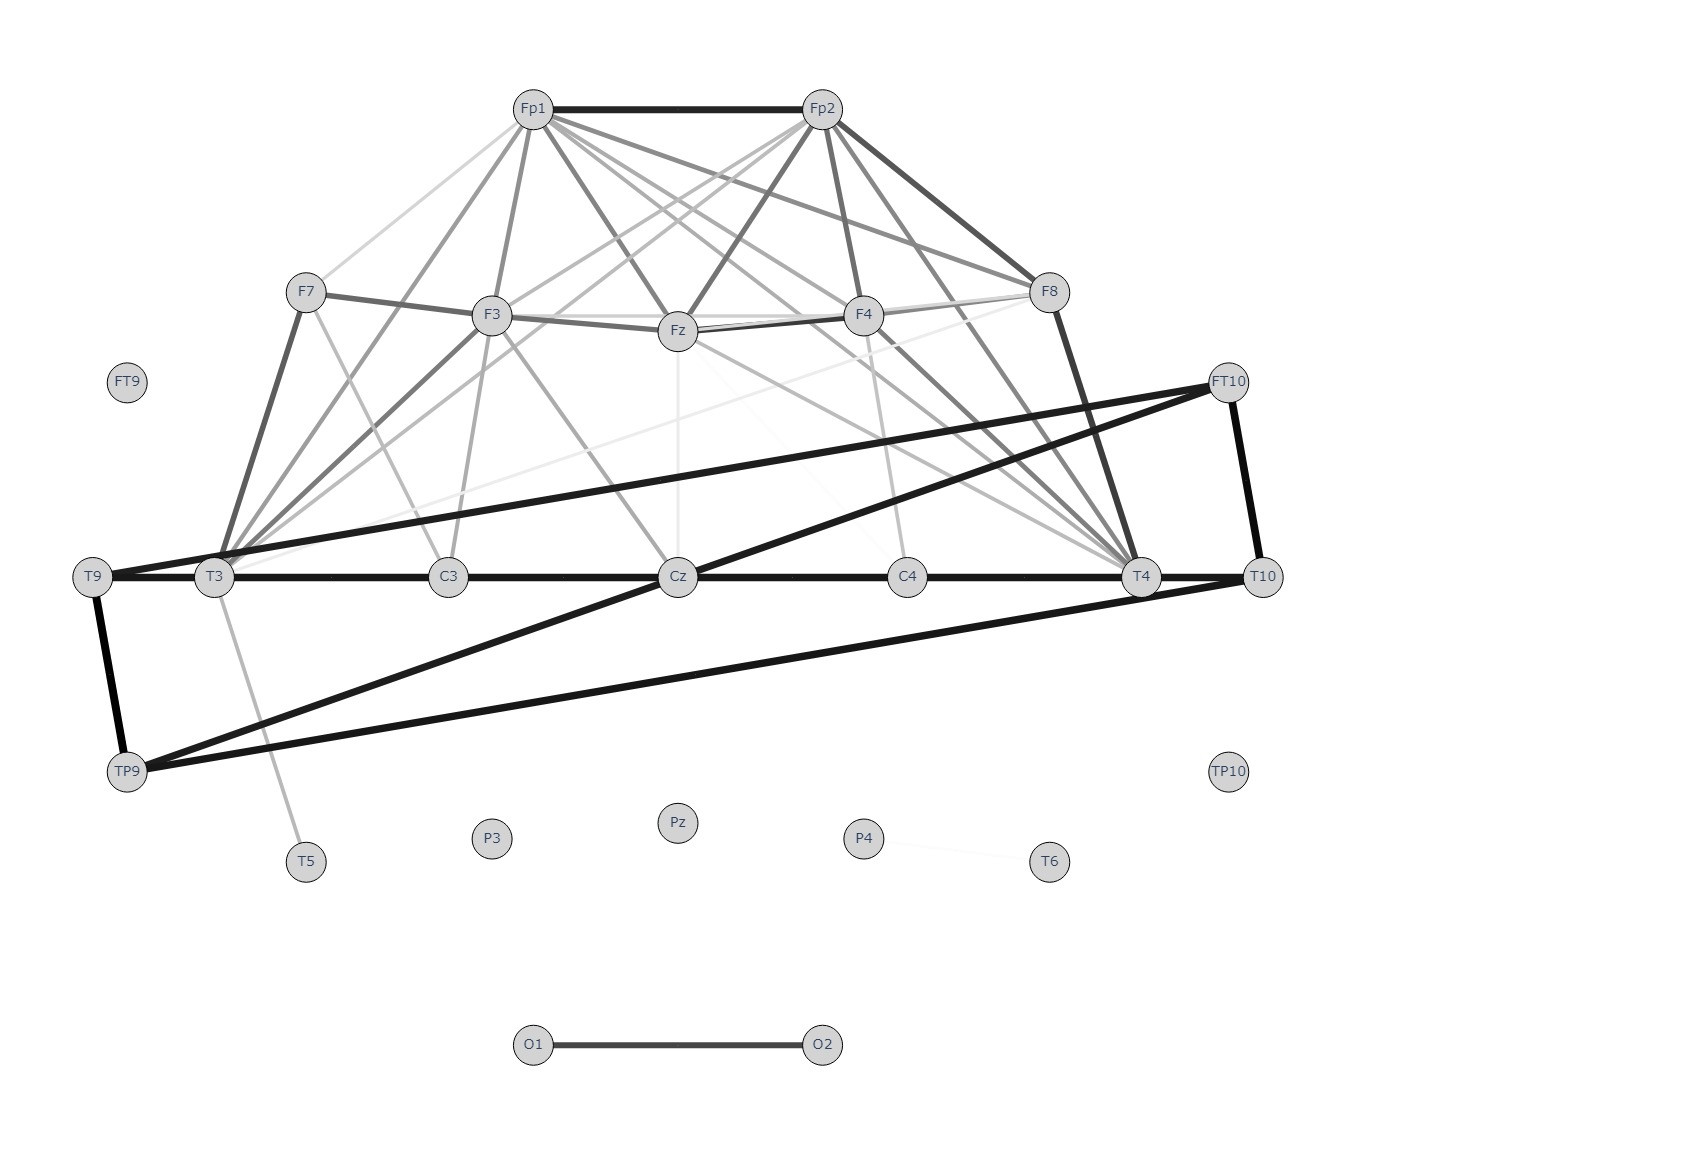 Fp1 Fp2
F7 F3 Fz F4 F8
FT9 FT10
T9 T3 C3 Cz C4 T4 T10
TP9 TP10
T5 P3 Pz P4 T6
O1 O2